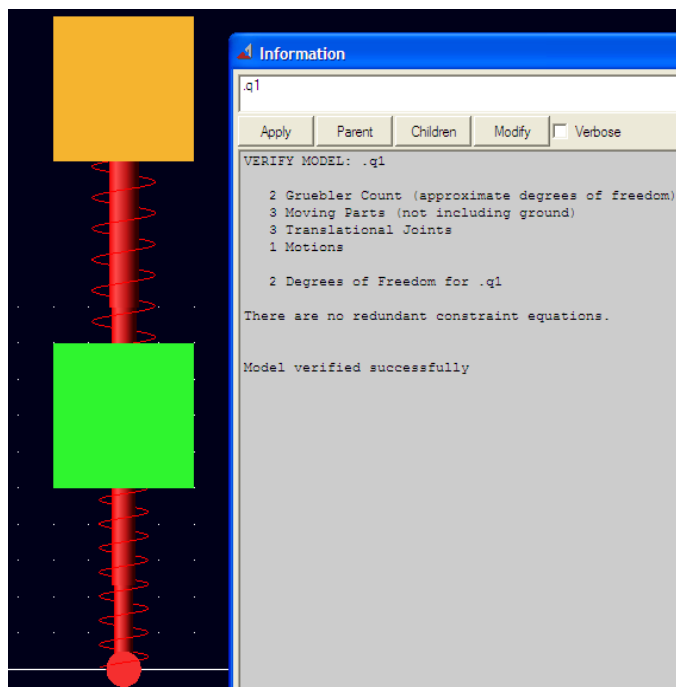 Information
.q1
Apply Parent Children Modify Verbose
VERIFY MODEL: .q1
2 Gruebler Count (approximate degrees of freedom)
3 Moving Parts (not including ground)
3 Translational Joints
1 Motions
2 Degrees of Freedom for .q1
There are no redundant constraint equations.
Model verified successfully